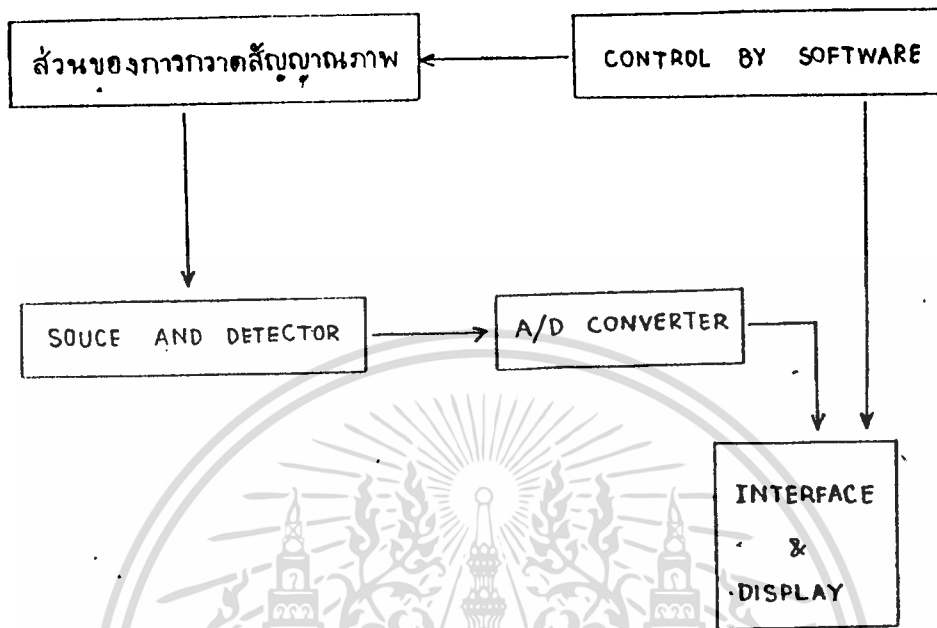 ส่วนของการกวาดสัญญาณภาพ
CONTROL BY SOFTWARE
SOUCE AND DETECTOR
A/D CONVERTER
INTERFACE
&
DISPLAY